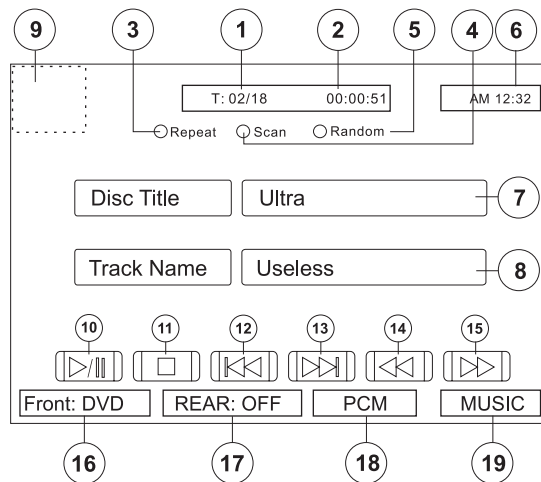 9 3 1 2 5 4 6
T: 02/18 00:00:51 AM 12:32
Repeat Scan Random
Disc Title Ultra 7
Track Name Useless 8
10 11 12 13 14 15
Front: DVD REAR: OFF PCM MUSIC
16 17 18 19